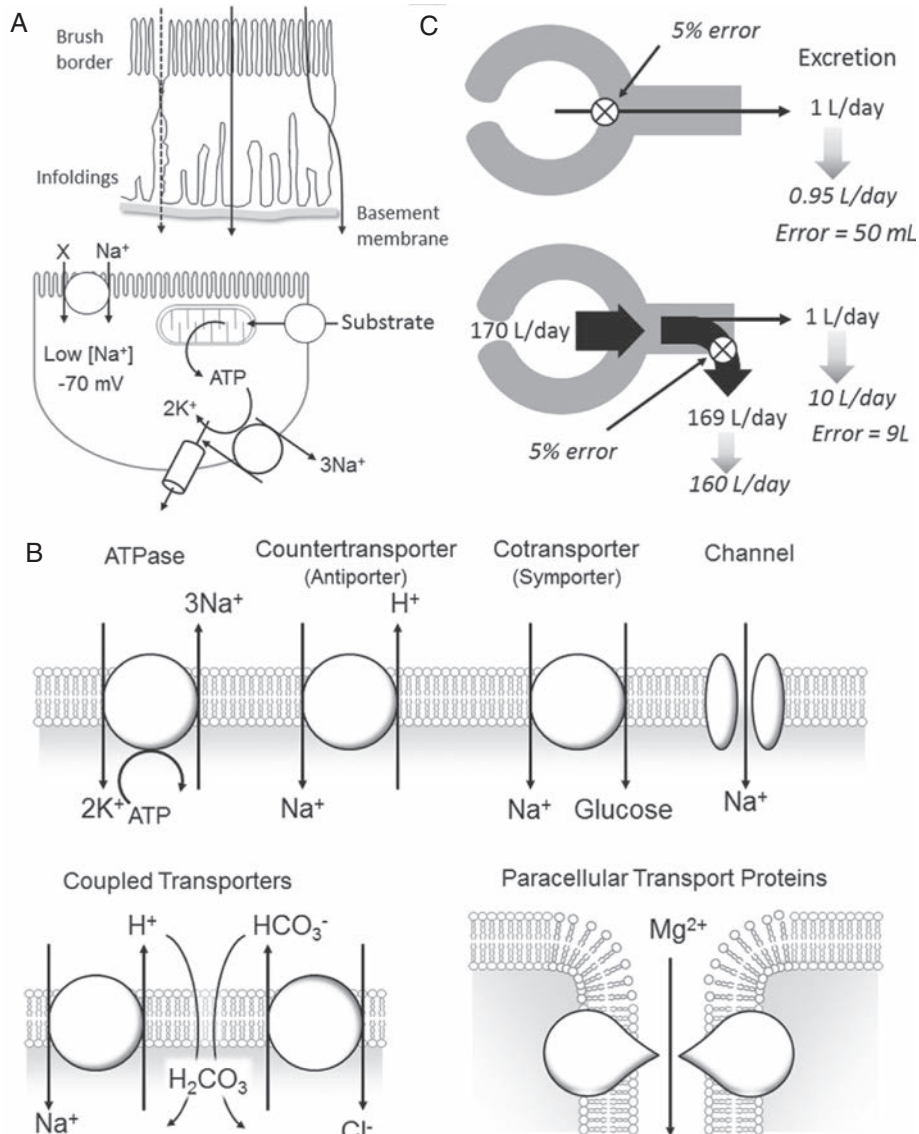 A
Brush
border
Infoldings
Basement
membrane
X
Na⁺
Low [Na⁺]
-70 mV
Substrate
ATP
2K⁺
3Na⁺
C
5% error
Excretion
1 L/day
0.95 L/day
Error = 50 mL
170 L/day
1 L/day
10 L/day
Error = 9L
169 L/day
5% error
160 L/day
B
ATPase
3Na⁺
2K⁺
ATP
Countertransporter
(Antiporter)
H⁺
Na⁺
Cotransporter
(Symporter)
Na⁺
Glucose
Channel
Na⁺
Coupled Transporters
H⁺
HCO₃⁻
H₂CO₃
Na⁺
Cl⁻
Paracellular Transport Proteins
Mg²⁺